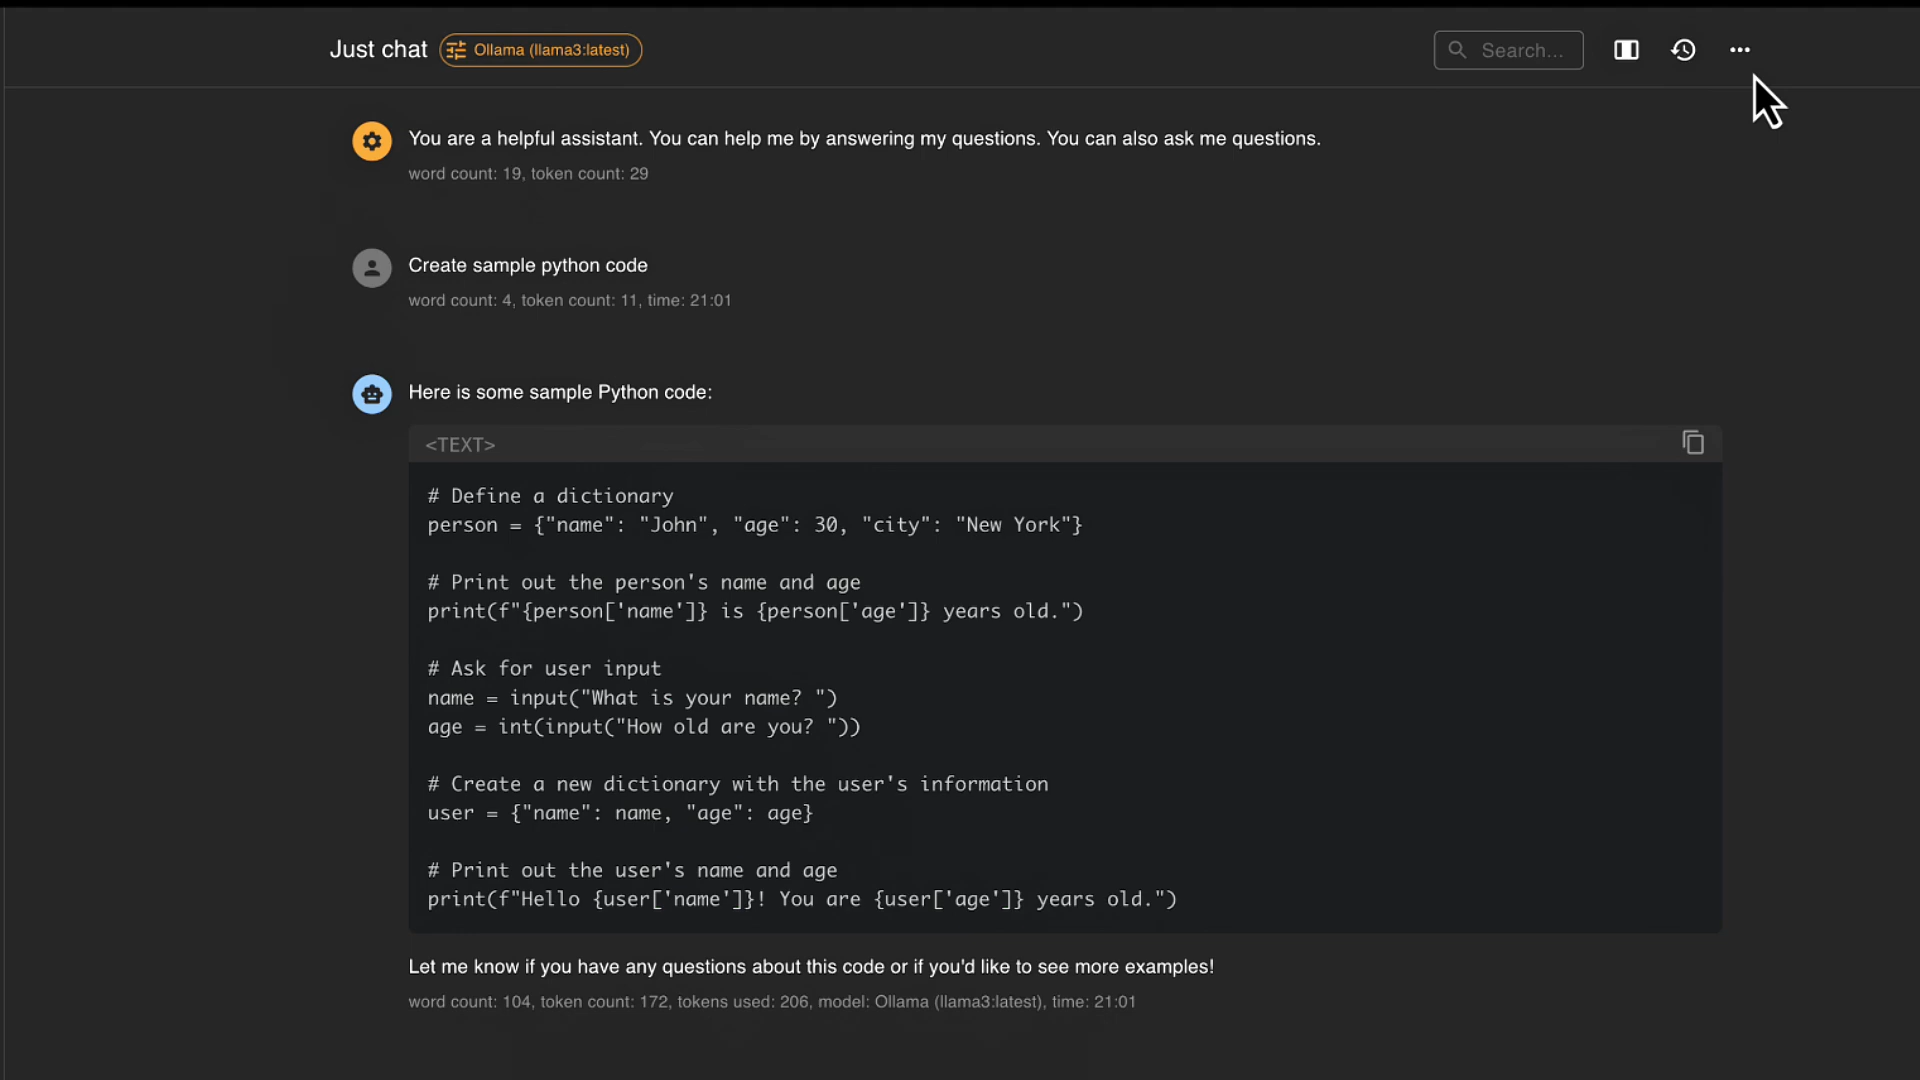 Just chat
Ollama (llama3:latest)
Search...
You are a helpful assistant. You can help me by answering my questions. You can also ask me questions.
word count: 19, token count: 29
Create sample python code
word count: 4, token count: 11, time: 21:01
Here is some sample Python code:
<TEXT>
# Define a dictionary
person = {"name": "John", "age": 30, "city": "New York"}
# Print out the person's name and age
print(f"{person['name']} is {person['age']} years old.")
# Ask for user input
name = input("What is your name? ")
age = int(input("How old are you? "))
# Create a new dictionary with the user's information
user = {"name": name, "age": age}
# Print out the user's name and age
print(f"Hello {user['name']}! You are {user['age']} years old.")
Let me know if you have any questions about this code or if you'd like to see more examples!
word count: 104, token count: 172, tokens used: 206, model: Ollama (llama3:latest), time: 21:01